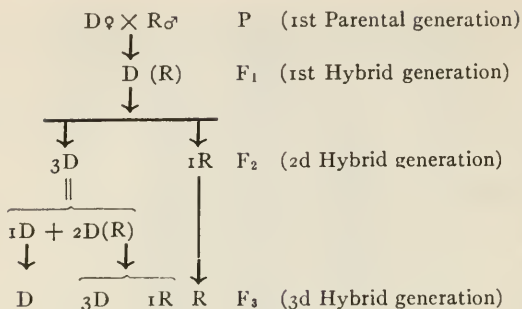 D♀ × R♂ P (1st Parental generation)
D (R) F₁ (1st Hybrid generation)
3D 1R F₂ (2d Hybrid generation)
||
1D + 2D(R)
D 3D 1R R F₃ (3d Hybrid generation)